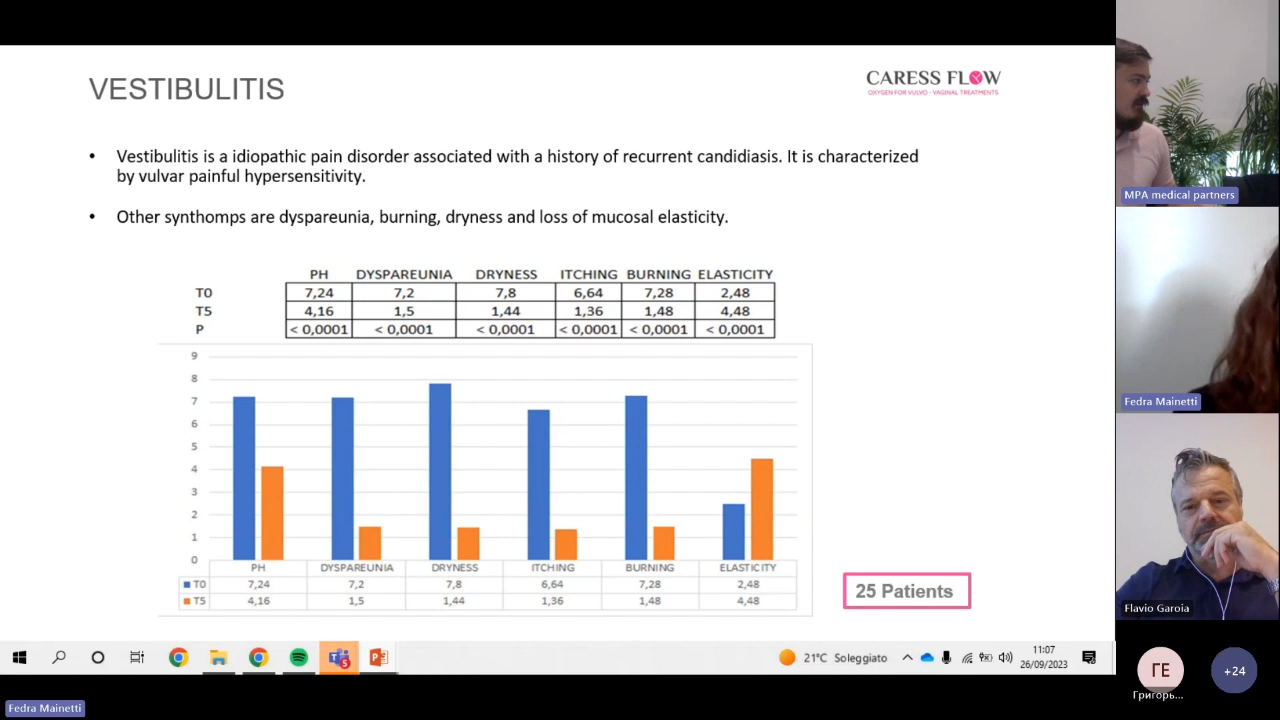 VESTIBULITIS
CARESS FLOW
OXYGEN FOR VULVO - VAGINAL TREATMENTS
• Vestibulitis is a idiopathic pain disorder associated with a history of recurrent candidiasis. It is characterized
by vulvar painful hypersensitivity.
• Other synthomps are dyspareunia, burning, dryness and loss of mucosal elasticity.
PH DYSPAREUNIA DRYNESS ITCHING BURNING ELASTICITY
T0 7,24 7,2 7,8 6,64 7,28 2,48
T5 4,16 1,5 1,44 1,36 1,48 4,48
P < 0,0001 < 0,0001 < 0,0001 < 0,0001 < 0,0001 < 0,0001
9
8
7
6
5
4
3
2
1
0
PH DYSPAREUNIA DRYNESS ITCHING BURNING ELASTICITY
T0 7,24 7,2 7,8 6,64 7,28 2,48
T5 4,16 1,5 1,44 1,36 1,48 4,48
25 Patients
5
21°C Soleggiato
11:07
26/09/2023
Fedra Mainetti
MPA medical partners
Fedra Mainetti
Flavio Garoia
ГЕ
Григорь...
+24